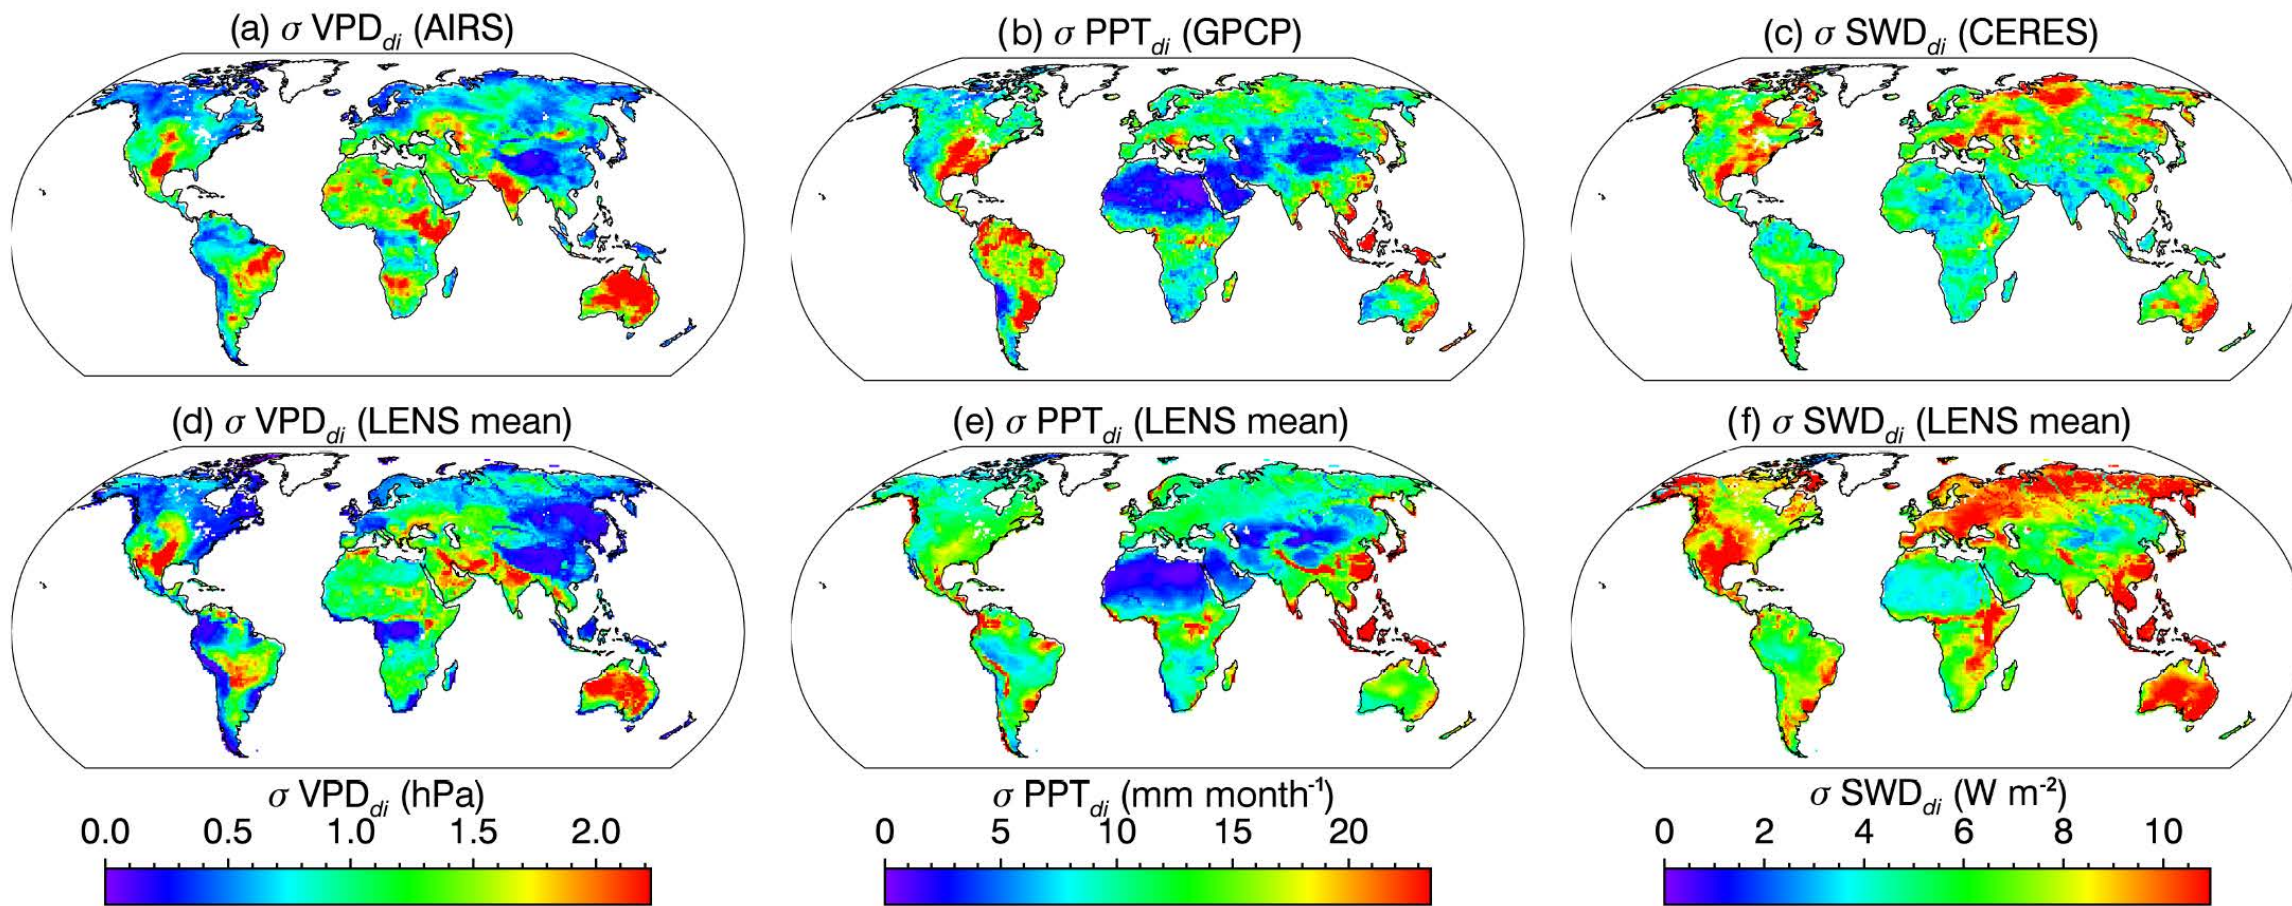 (a) σ VPD_di (AIRS)
(b) σ PPT_di (GPCP)
(c) σ SWD_di (CERES)
(d) σ VPD_di (LENS mean)
(e) σ PPT_di (LENS mean)
(f) σ SWD_di (LENS mean)
σ VPD_di (hPa)
0.0 0.5 1.0 1.5 2.0
σ PPT_di (mm month⁻¹)
0 5 10 15 20
σ SWD_di (W m⁻²)
0 2 4 6 8 10